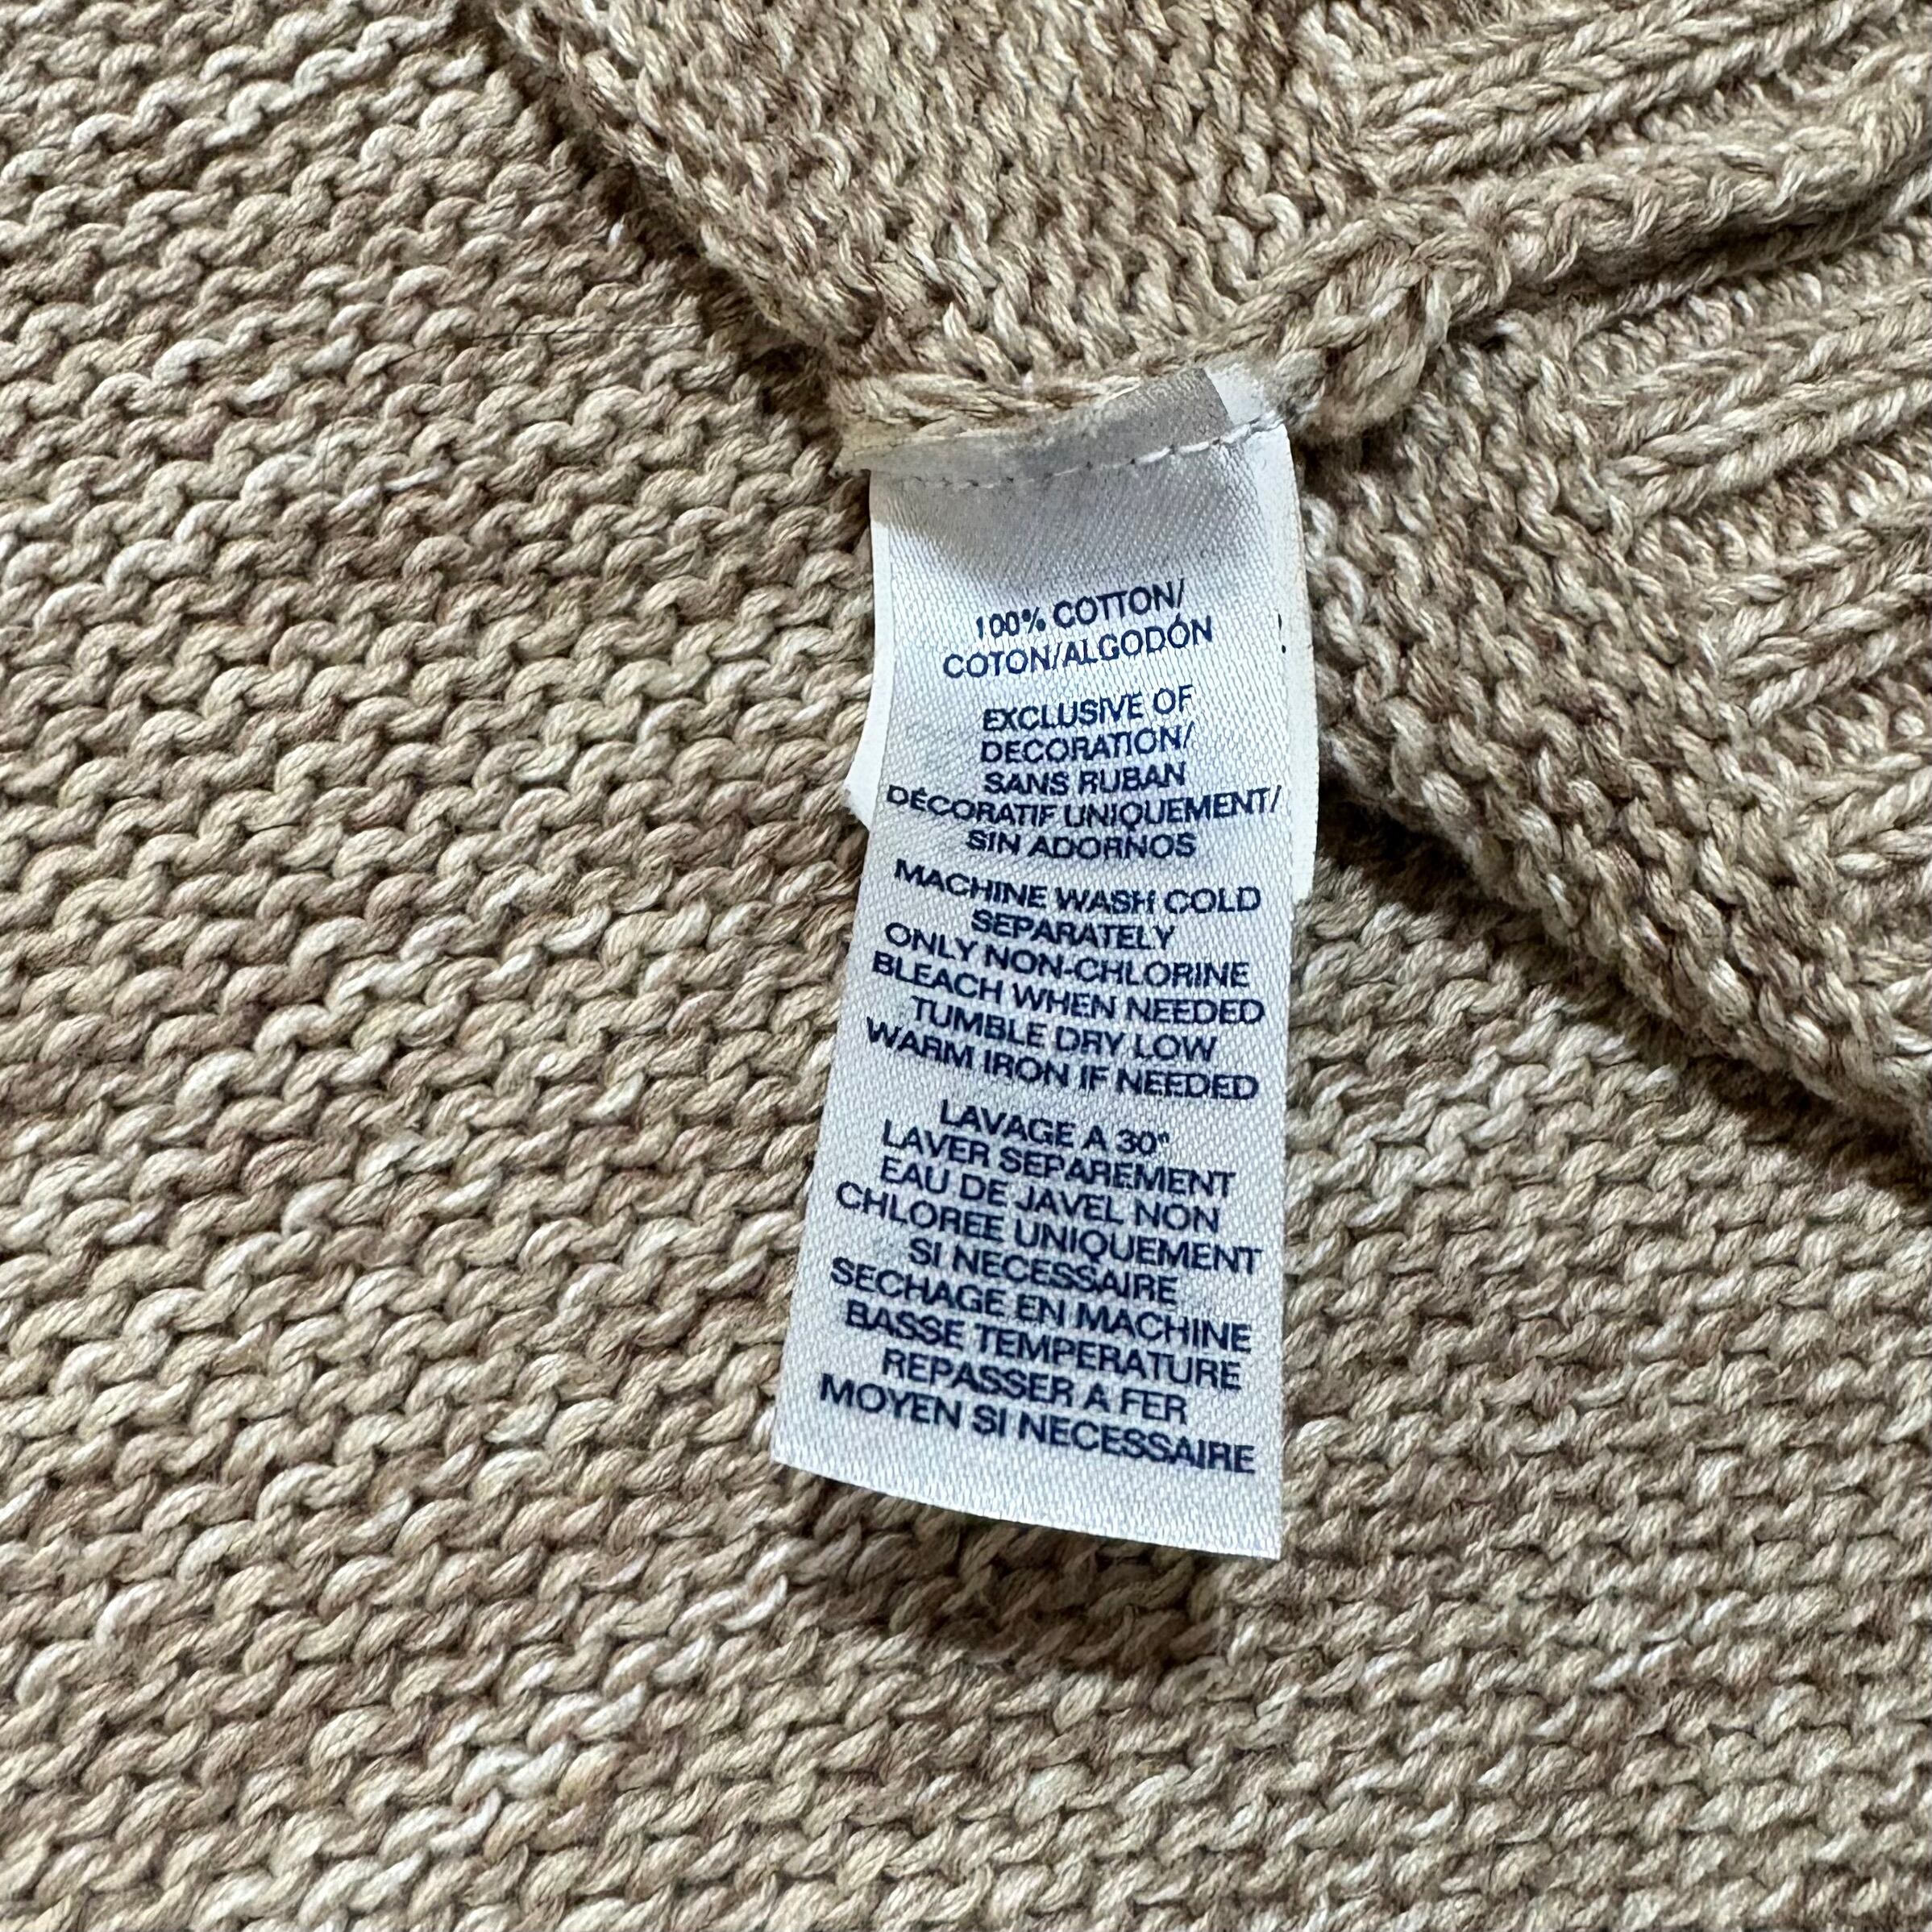 100% COTTON/
COTON/ALGODÓN
EXCLUSIVE OF
DECORATION/
SANS RUBAN
DÉCORATIF UNIQUEMENT/
SIN ADORNOS
MACHINE WASH COLD
SEPARATELY
ONLY NON-CHLORINE
BLEACH WHEN NEEDED
TUMBLE DRY LOW
WARM IRON IF NEEDED
LAVAGE A 30°
LAVER SEPAREMENT
EAU DE JAVEL NON
CHLOREE UNIQUEMENT
SI NECESSAIRE
SECHAGE EN MACHINE
BASSE TEMPERATURE
REPASSER A FER
MOYEN SI NECESSAIRE